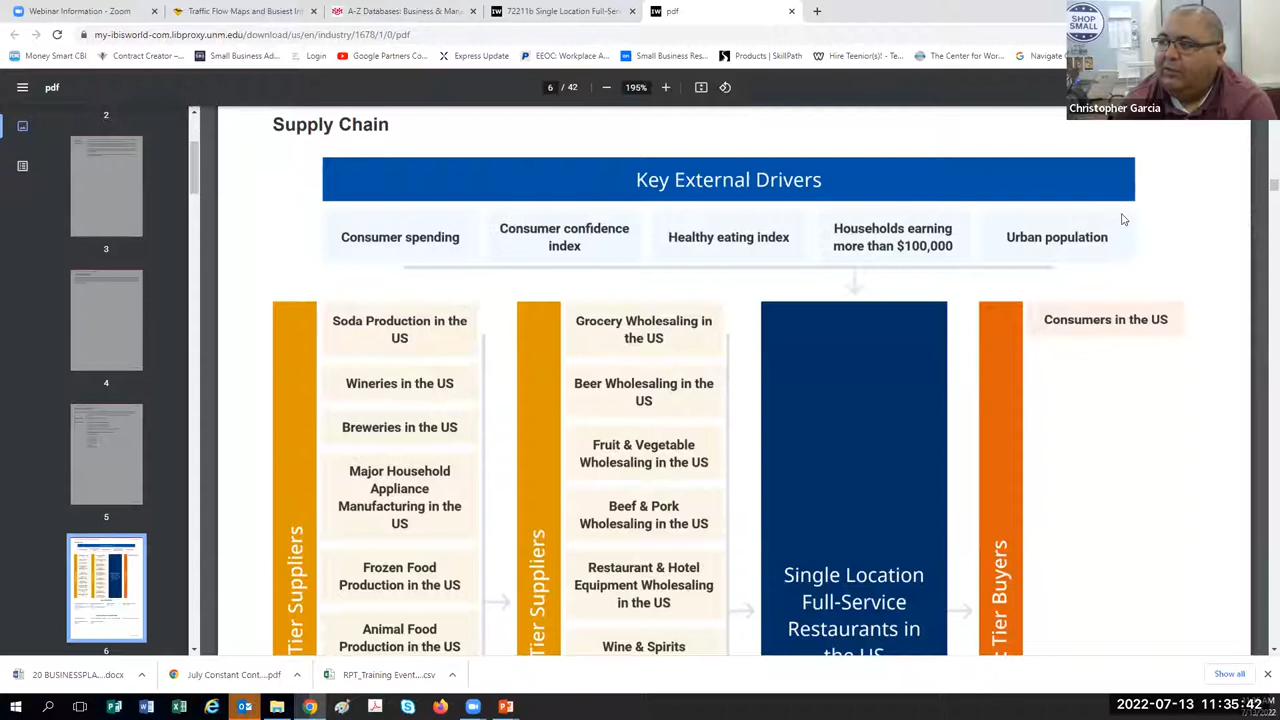 Webinar Information - Zoom
Traffic Flow Maps and Busiest In
A-Z Databases: Business & Man
72211b Single Location Full-Serv
pdf
my-ibisworld-com.libproxy.unm.edu/download/us/en/industry/1678/1/0/pdf
Money Smart CBI
Contract Creator –...
Small Business Adm...
Google Partners Co...
Express Update
EEOC: Workplace A...
Small Business Res...
Products | SkillPath
Wire Teenior(s)! - Te...
The Center for Wor...
Navigate
SHOP
SMALL
Christopher Garcia
pdf
6 / 42
195%
2
3
4
5
6
Supply Chain
Key External Drivers
Consumer spending
Consumer confidence
index
Healthy eating index
Households earning
more than $100,000
Urban population
Tier Suppliers
Soda Production in the
US
Wineries in the US
Breweries in the US
Major Household
Appliance
Manufacturing in the
US
Frozen Food
Production in the US
Animal Food
Production in the US
Tier Suppliers
Grocery Wholesaling in
the US
Beer Wholesaling in the
US
Fruit & Vegetable
Wholesaling in the US
Beef & Pork
Wholesaling in the US
Restaurant & Hotel
Equipment Wholesaling
in the US
Wine & Spirits
Single Location
Full-Service
Restaurants in
the US
Tier Buyers
Consumers in the US
20 BUSINESSPLA....docx
July Constant Cont....pdf
RPT_Training Event....csv
Show all
2022-07-13 11:35:42